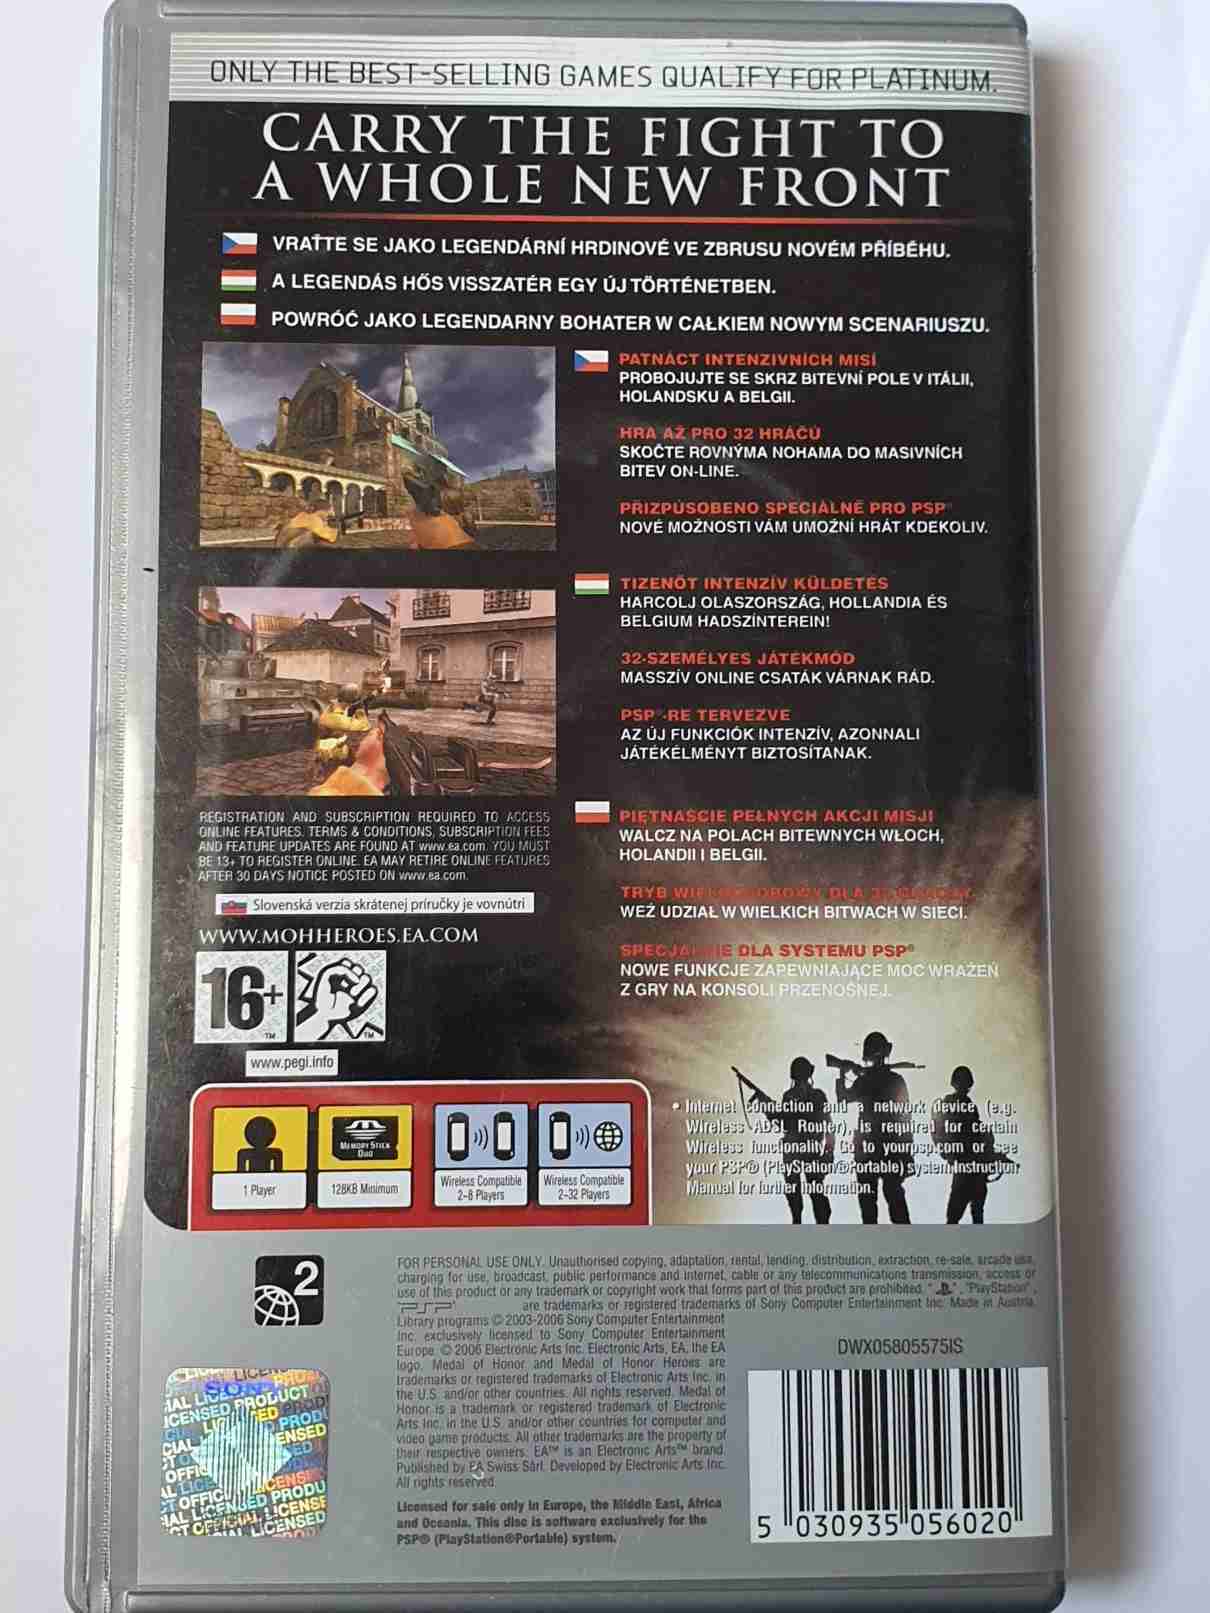 ONLY THE BEST-SELLING GAMES QUALIFY FOR PLATINUM.
CARRY THE FIGHT TO
A WHOLE NEW FRONT
VRAŤTE SE JAKO LEGENDÁRNÍ HRDINOVÉ VE ZBRUSU NOVÉM PŘÍBĚHU.
A LEGENDÁS HŐS VISSZATÉR EGY ÚJ TÖRTÉNETBEN.
POWRÓĆ JAKO LEGENDARNY BOHATER W CAŁKIEM NOWYM SCENARIUSZU.
PATNÁCT INTENZIVNÍCH MISÍ
PROBOJUJTE SE SKRZ BITEVNÍ POLE V ITÁLII,
HOLANDSKU A BELGII.
HRA AŽ PRO 32 HRÁČŮ
SKOČTE ROVNÝMA NOHAMA DO MASIVNÍCH
BITEV ON-LINE.
PŘIZPŮSOBENO SPECIÁLNĚ PRO PSP®
NOVÉ MOŽNOSTI VÁM UMOŽNÍ HRÁT KDEKOLIV.
TIZENÖT INTENZÍV KÜLDETÉS
HARCOLJ OLASZORSZÁG, HOLLANDIA ÉS
BELGIUM HADSZÍNTEREIN!
32-SZEMÉLYES JÁTÉKMÓD
MASSZÍV ONLINE CSATÁK VÁRNAK RÁD.
PSP®-RE TERVEZVE
AZ ÚJ FUNKCIÓK INTENZÍV, AZONNALI
JÁTÉKÉLMÉNYT BIZTOSÍTANAK.
PIĘTNAŚCIE PEŁNYCH AKCJI MISJI
WALCZ NA POLACH BITEWNYCH WŁOCH,
HOLANDII I BELGII.
TRYB WIELOOSOBOWY DLA 32 GRACZY
WEŹ UDZIAŁ W WIELKICH BITWACH W SIECI.
SPECJALNIE DLA SYSTEMU PSP®
NOWE FUNKCJE ZAPEWNIAJĄCE MOC WRAŻEŃ
Z GRY NA KONSOLI PRZENOŚNEJ.
REGISTRATION AND SUBSCRIPTION REQUIRED TO ACCESS
ONLINE FEATURES. TERMS & CONDITIONS, SUBSCRIPTION FEES
AND FEATURE UPDATES ARE FOUND AT www.ea.com. YOU MUST
BE 13+ TO REGISTER ONLINE. EA MAY RETIRE ONLINE FEATURES
AFTER 30 DAYS NOTICE POSTED ON www.ea.com.
Slovenská verzia skrátenej príručky je vovnútri
WWW.MOHHEROES.EA.COM
16+ TM TM
www.pegi.info
MEMORY STICK
DUO
1 Player
128KB Minimum
Wireless Compatible
2-8 Players
Wireless Compatible
2-32 Players
• Internet connection and a network device (e.g.
Wireless ADSL Router), is required for certain
Wireless functionality. Go to yourpsp.com or see
your PSP® (PlayStation®Portable) system Instruction
Manual for further information.
2
FOR PERSONAL USE ONLY. Unauthorised copying, adaptation, rental, lending, distribution, extraction, re-sale, arcade use,
charging for use, broadcast, public performance and internet, cable or any telecommunications transmission, access or
use of this product or any trademark or copyright work that forms part of this product are prohibited. " ", "PlayStation",
PSP are trademarks or registered trademarks of Sony Computer Entertainment Inc. Made in Austria.
Library programs © 2003-2006 Sony Computer Entertainment
Inc. exclusively licensed to Sony Computer Entertainment
Europe. © 2006 Electronic Arts Inc. Electronic Arts, EA, the EA
logo, Medal of Honor and Medal of Honor Heroes are
trademarks or registered trademarks of Electronic Arts Inc. in
the U.S. and/or other countries. All rights reserved. Medal of
Honor is a trademark or registered trademark of Electronic
Arts Inc. in the U.S. and/or other countries for computer and
video game products. All other trademarks are the property of
their respective owners. EA™ is an Electronic Arts™ brand.
Published by EA Swiss Sàrl. Developed by Electronic Arts Inc.
All rights reserved.
Licensed for sale only in Europe, the Middle East, Africa
and Oceania. This disc is software exclusively for the
PSP® (PlayStation®Portable) system.
DWX05805575IS
5 030935 056020
SONY
OFFICIAL LICENSED PRODUCT